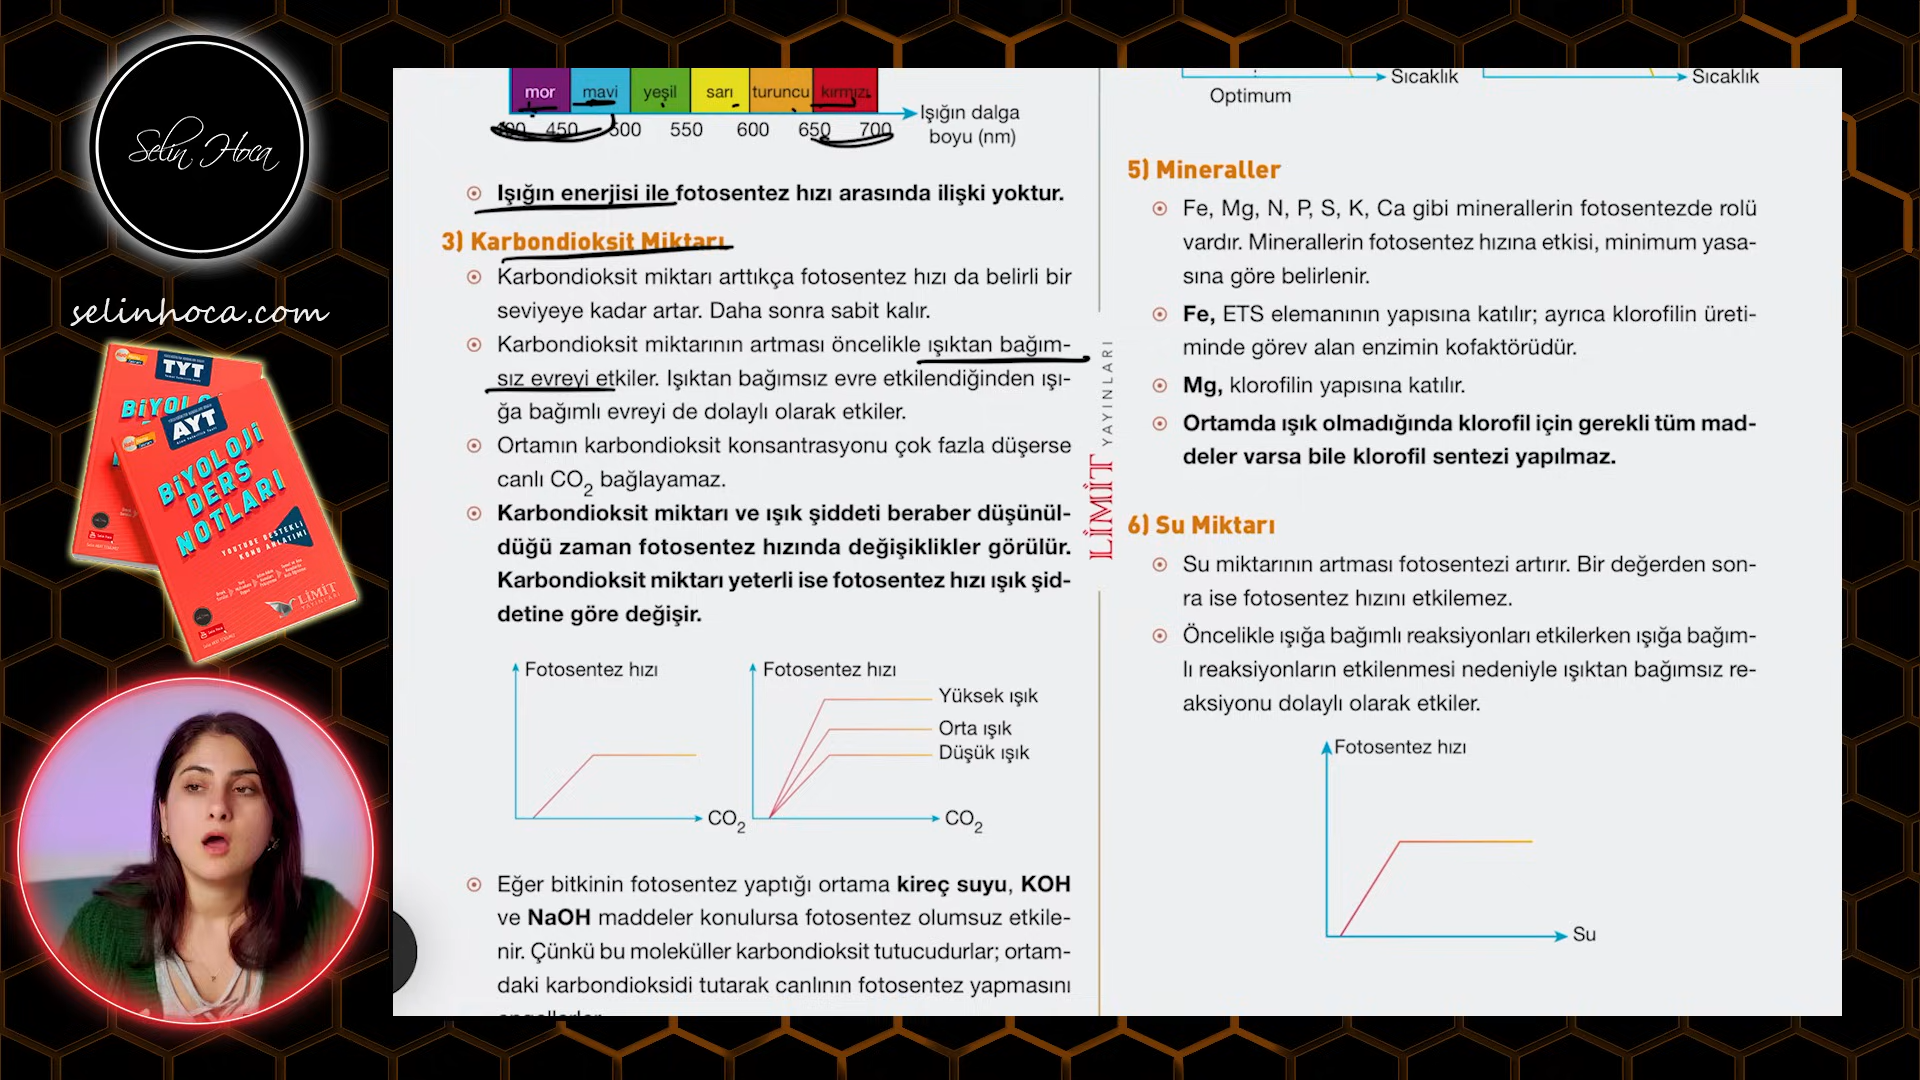 Selin Hoca
selinhoca.com
TYT
AYT
BİYOLOJİ
DERS
NOTLARI
YOUTUBE DESTEKLİ
KONU ANLATIMI
LİMİT
YAYINLARI
mor mavi yeşil sarı turuncu kırmızı
450 500 550 600 650 700
Işığın dalga
boyu (nm)
Işığın enerjisi ile fotosentez hızı arasında ilişki yoktur.
3) Karbondioksit Miktarı
Karbondioksit miktarı arttıkça fotosentez hızı da belirli bir
seviyeye kadar artar. Daha sonra sabit kalır.
Karbondioksit miktarının artması öncelikle ışıktan bağım-
sız evreyi etkiler. Işıktan bağımsız evre etkilendiğinden ışı-
ğa bağımlı evreyi de dolaylı olarak etkiler.
Ortamın karbondioksit konsantrasyonu çok fazla düşerse
canlı CO2 bağlayamaz.
Karbondioksit miktarı ve ışık şiddeti beraber düşünül-
düğü zaman fotosentez hızında değişiklikler görülür.
Karbondioksit miktarı yeterli ise fotosentez hızı ışık şid-
detine göre değişir.
Fotosentez hızı
CO2
Fotosentez hızı
Yüksek ışık
Orta ışık
Düşük ışık
CO2
Eğer bitkinin fotosentez yaptığı ortama kireç suyu, KOH
ve NaOH maddeler konulursa fotosentez olumsuz etkile-
nir. Çünkü bu moleküller karbondioksit tutucudurlar; ortam-
daki karbondioksidi tutarak canlının fotosentez yapmasını
LİMİT YAYINLARI
Sıcaklık
Optimum
Sıcaklık
5) Mineraller
Fe, Mg, N, P, S, K, Ca gibi minerallerin fotosentezde rolü
vardır. Minerallerin fotosentez hızına etkisi, minimum yasa-
sına göre belirlenir.
Fe, ETS elemanının yapısına katılır; ayrıca klorofilin üreti-
minde görev alan enzimin kofaktörüdür.
Mg, klorofilin yapısına katılır.
Ortamda ışık olmadığında klorofil için gerekli tüm mad-
deler varsa bile klorofil sentezi yapılmaz.
6) Su Miktarı
Su miktarının artması fotosentezi artırır. Bir değerden son-
ra ise fotosentez hızını etkilemez.
Öncelikle ışığa bağımlı reaksiyonları etkilerken ışığa bağım-
lı reaksiyonların etkilenmesi nedeniyle ışıktan bağımsız re-
aksiyonu dolaylı olarak etkiler.
Fotosentez hızı
Su